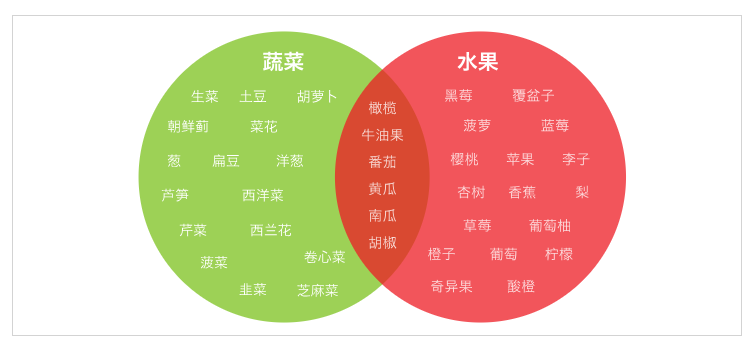 蔬菜
生菜 土豆 胡萝卜
朝鲜蓟 菜花
葱 扁豆 洋葱
芦笋 西洋菜
芹菜 西兰花
菠菜 卷心菜
韭菜 芝麻菜
橄榄
牛油果
番茄
黄瓜
南瓜
胡椒
水果
黑莓 覆盆子
菠萝 蓝莓
樱桃 苹果 李子
杏树 香蕉 梨
草莓 葡萄柚
橙子 葡萄 柠檬
奇异果 酸橙